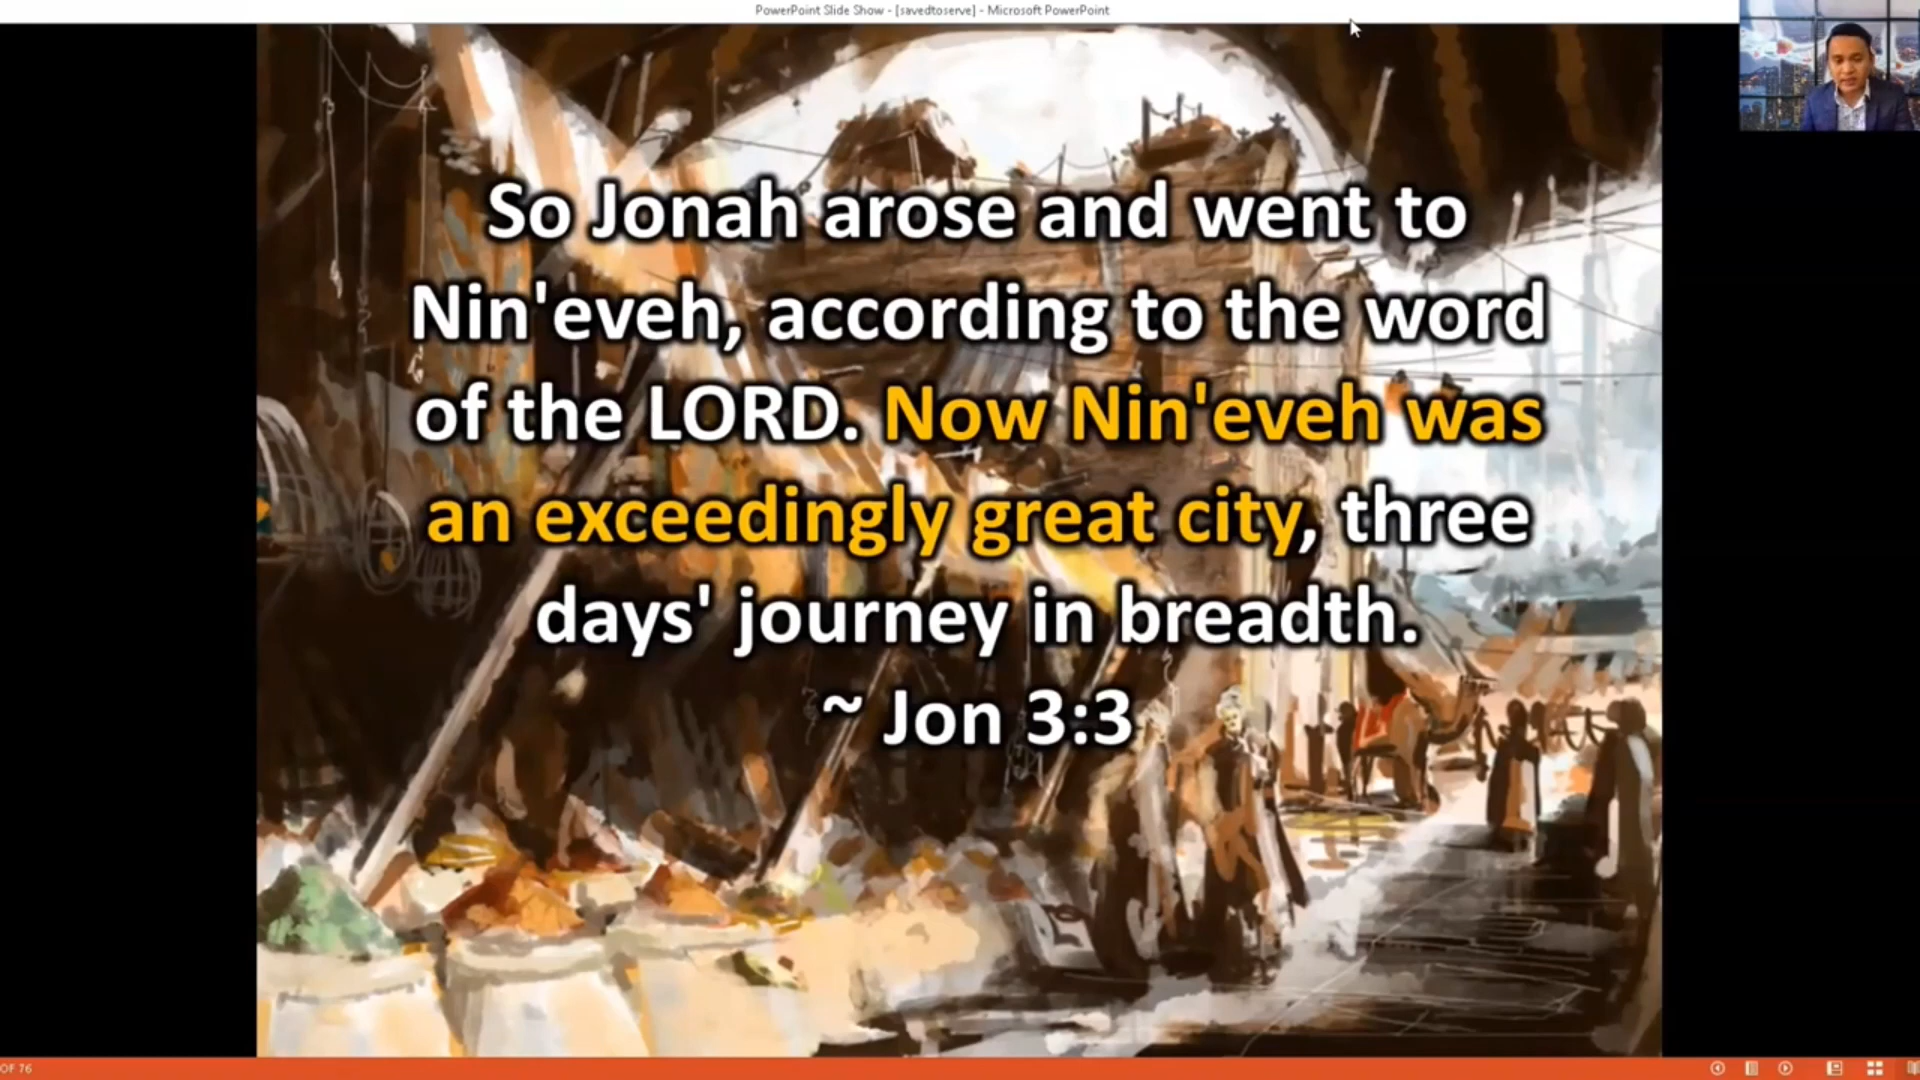 PowerPoint Slide Show - [savedtoserve] - Microsoft PowerPoint
So Jonah arose and went to
Nin'eveh, according to the word
of the LORD. Now Nin'eveh was
an exceedingly great city, three
days' journey in breadth.
~ Jon 3:3
OF 76